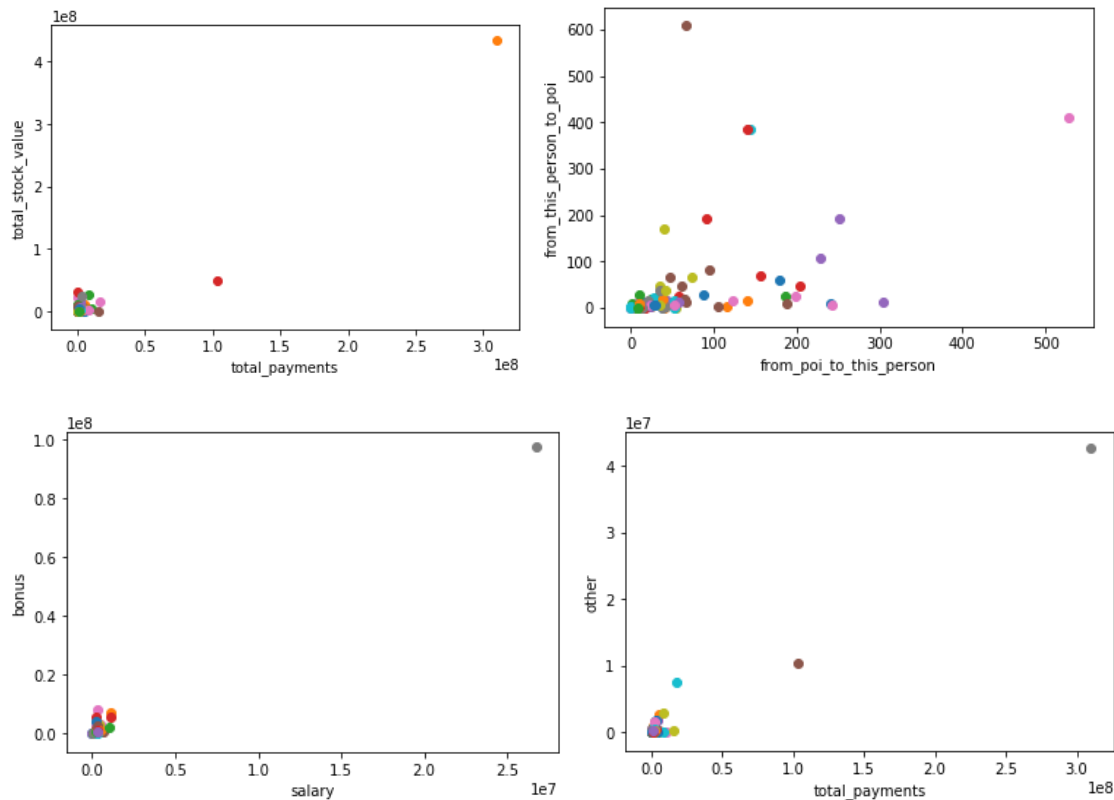 1e8
4
3
2
1
0
total_stock_value
0.0 0.5 1.0 1.5 2.0 2.5 3.0
1e8
total_payments
600
500
400
300
200
100
0
from_this_person_to_poi
0 100 200 300 400 500
from_poi_to_this_person
1e8
1.0
0.8
0.6
0.4
0.2
0.0
bonus
0.0 0.5 1.0 1.5 2.0 2.5
1e7
salary
1e7
4
3
2
1
0
other
0.0 0.5 1.0 1.5 2.0 2.5 3.0
1e8
total_payments